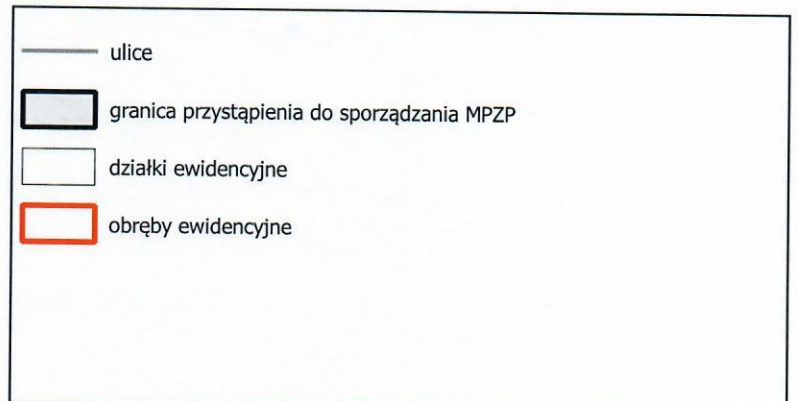 ulice
granica przystąpienia do sporządzania MPZP
działki ewidencyjne
obręby ewidencyjne